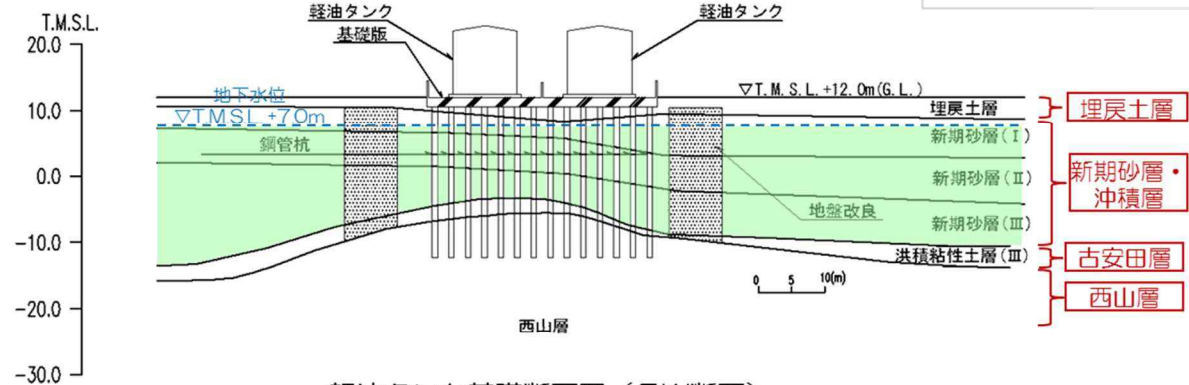 T.M.S.L.
20.0
10.0
0.0
-10.0
-20.0
-30.0
軽油タンク
軽油タンク
基礎版
地下水位
▽TMSL +7.0m
▽T.M.S.L.+12.0m(G.L.)
埋戻土層
新期砂層(Ⅰ)
鋼管杭
新期砂層(Ⅱ)
地盤改良
新期砂層(Ⅲ)
洪積粘性土層(Ⅲ)
0 5 10(m)
西山層
埋戻土層
新期砂層・
沖積層
古安田層
西山層